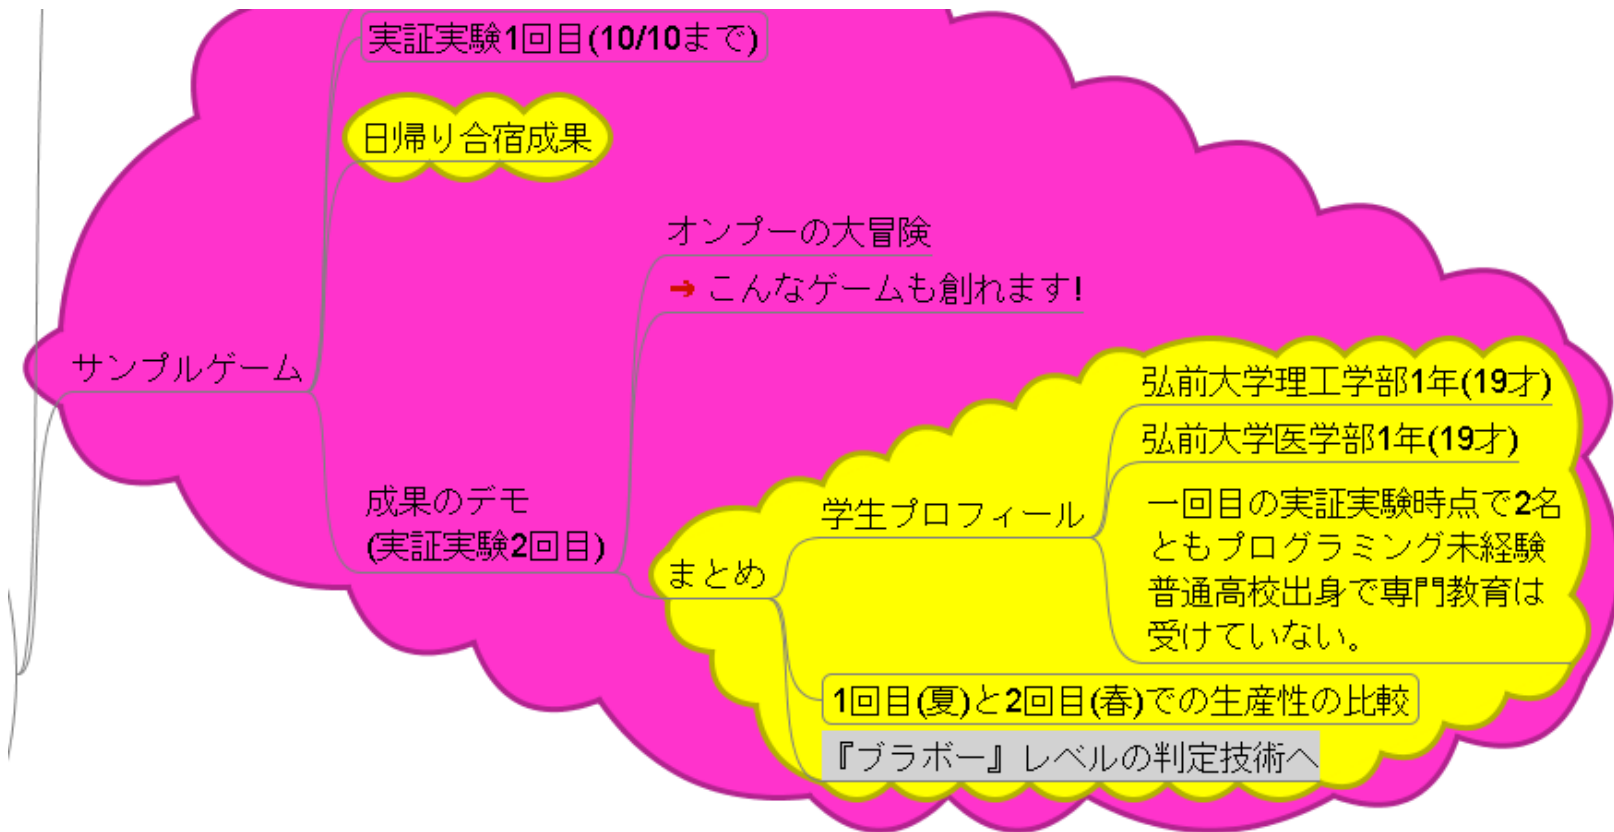 実証実験1回目(10/10まで)
日帰り合宿成果
オンプーの大冒険
こんなゲームも創れます!
サンプルゲーム
成果のデモ
(実証実験2回目)
まとめ
学生プロフィール
弘前大学理工学部1年(19才)
弘前大学医学部1年(19才)
一回目の実証実験時点で2名
ともプログラミング未経験
普通高校出身で専門教育は
受けていない。
1回目(夏)と2回目(春)での生産性の比較
『ブラボー』レベルの判定技術へ